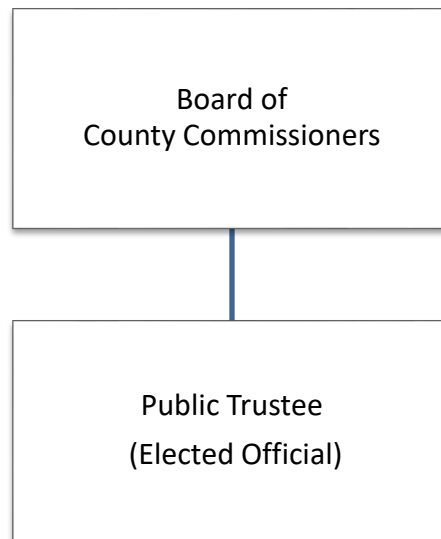 Board of
County Commissioners
Public Trustee
(Elected Official)